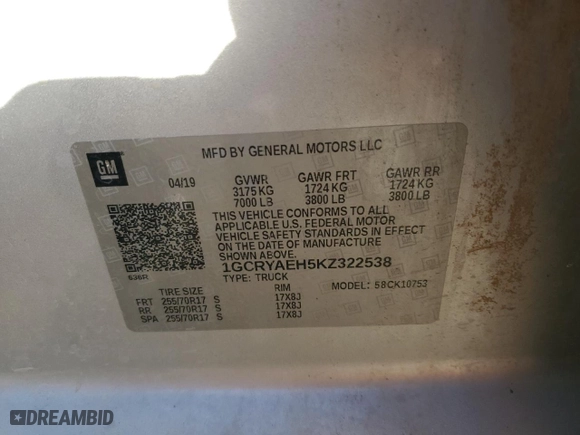 GM
MFD BY GENERAL MOTORS LLC
04/19
GVWR GAWR FRT GAWR RR
3175 KG 1724 KG 1724 KG
7000 LB 3800 LB 3800 LB
THIS VEHICLE CONFORMS TO ALL
APPLICABLE U.S. FEDERAL MOTOR
VEHICLE SAFETY STANDARDS IN EFFECT
ON THE DATE OF MANUFACTURE
SHOWN ABOVE.
1GCRYAEH5KZ322538
TYPE: TRUCK MODEL: S8CK10753
TIRE SIZE RIM
FRT 255/70R17 S 17X8J
RR 255/70R17 S 17X8J
SPA 255/70R17 S 17X8J
DREAMBID